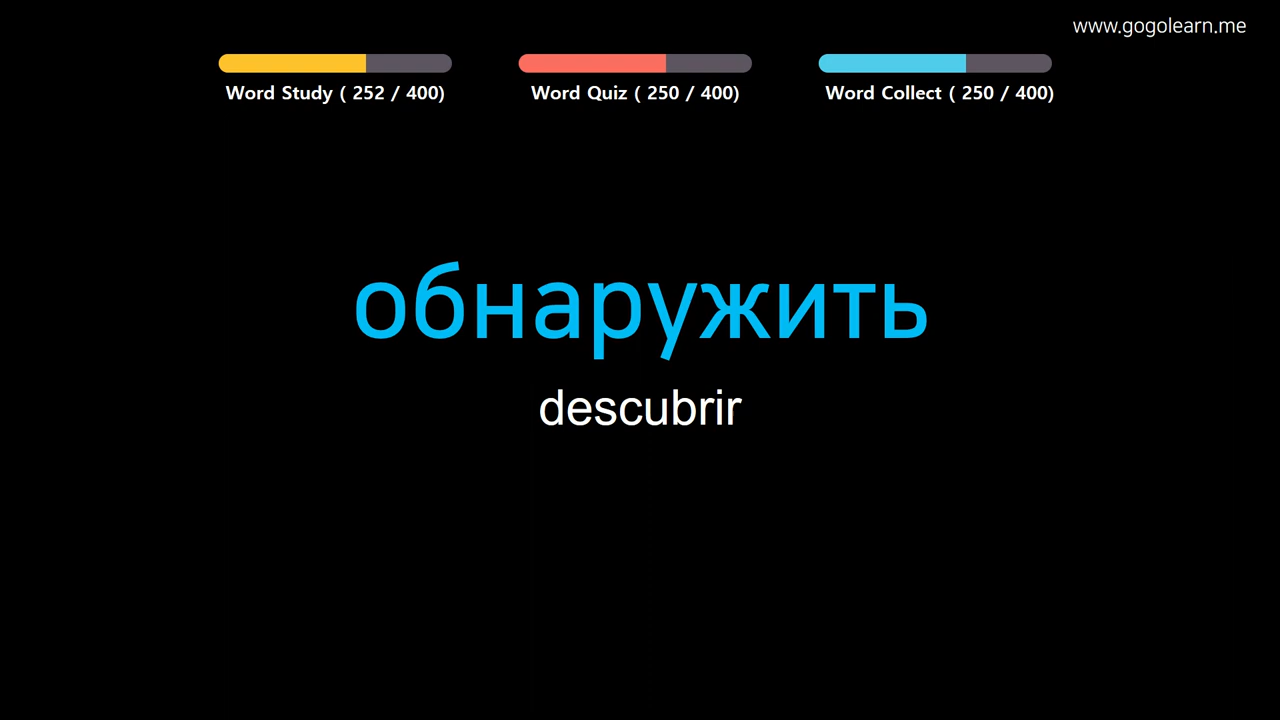 www.gogolearn.me
Word Study ( 252 / 400)
Word Quiz ( 250 / 400)
Word Collect ( 250 / 400)
обнаружить
descubrir